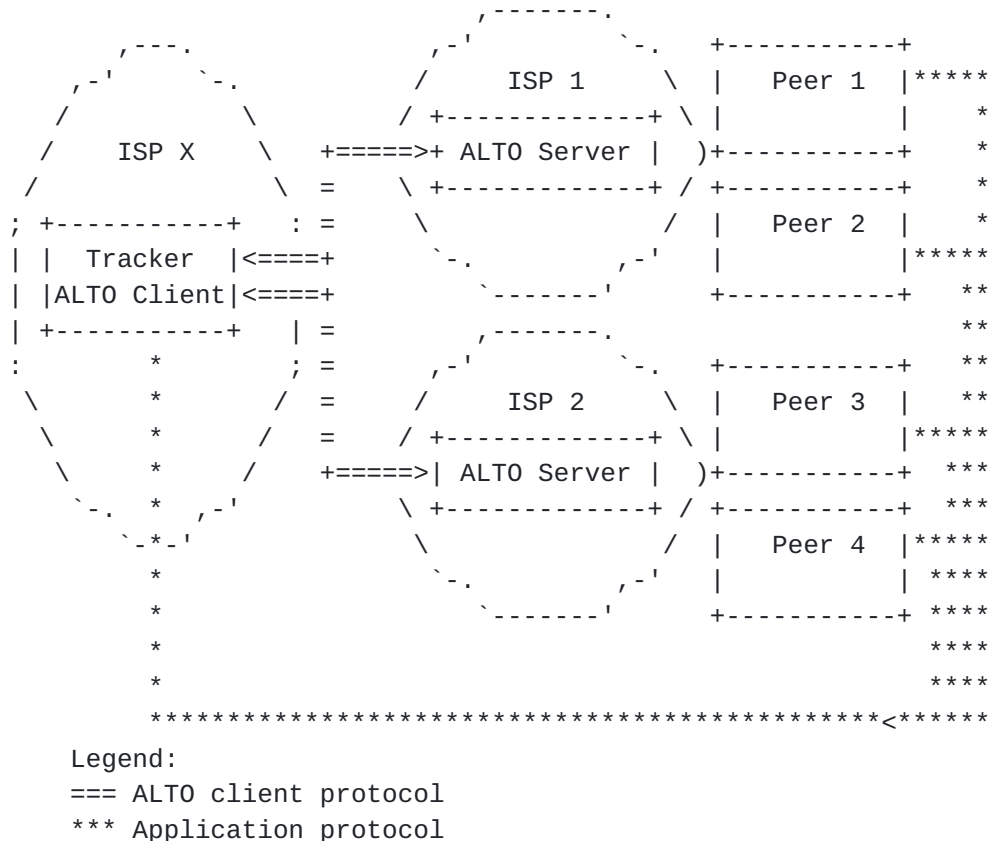 ISP 1 Peer 1
ISP X ALTO Server
Peer 2
Tracker
ALTO Client
ISP 2 Peer 3
ALTO Server
Peer 4
Legend:
=== ALTO client protocol
*** Application protocol